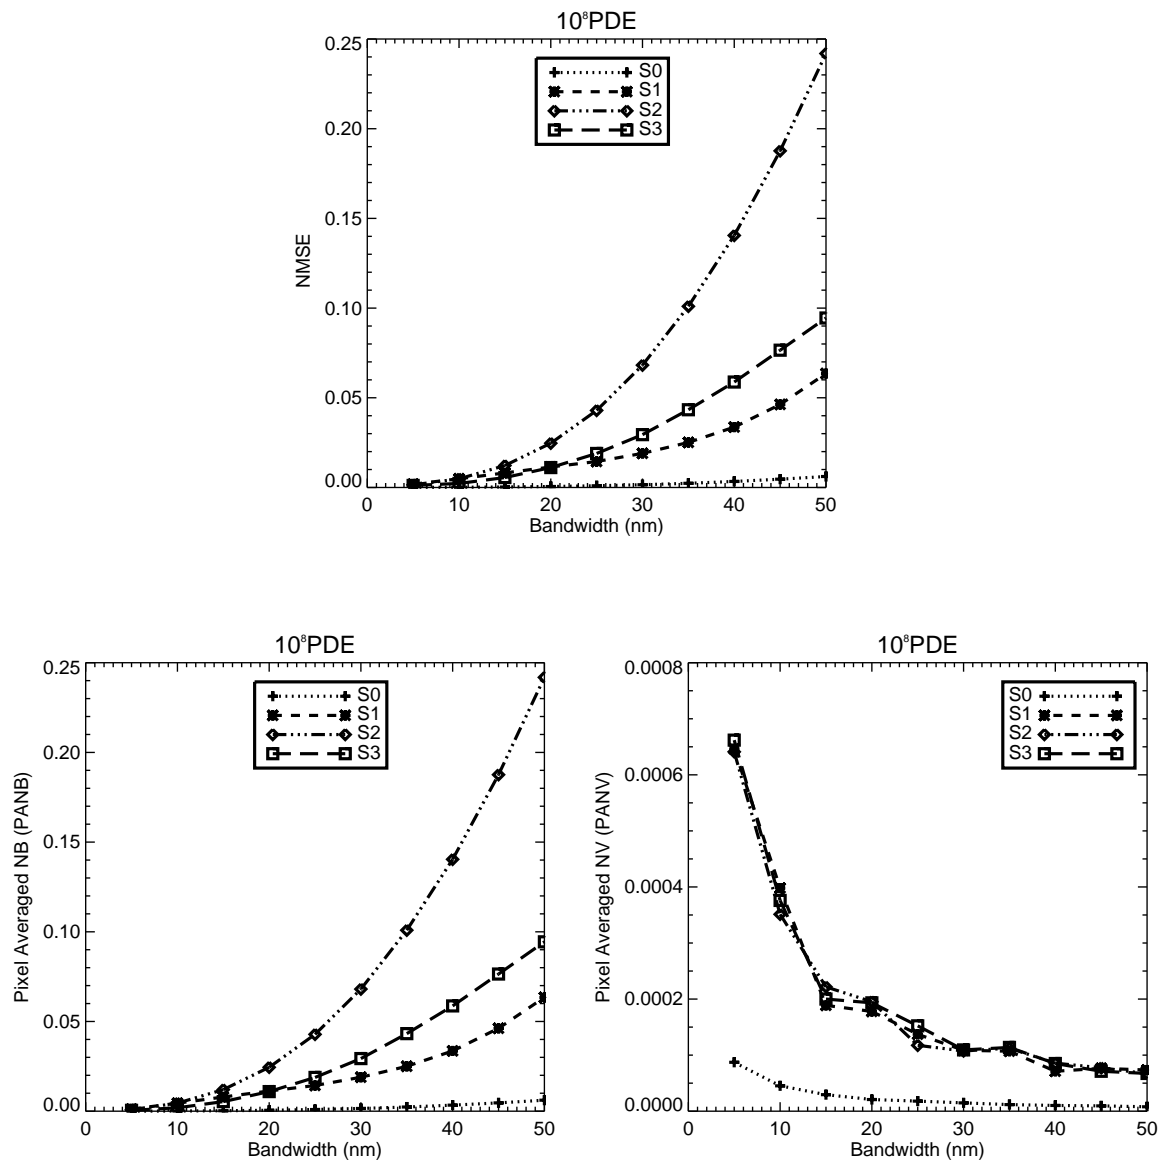 10⁸PDE
0.25
0.20
0.15
0.10
0.05
0.00
NMSE
S0
S1
S2
S3
0 10 20 30 40 50
Bandwidth (nm)
10⁸PDE
0.25
0.20
0.15
0.10
0.05
0.00
Pixel Averaged NB (PANB)
S0
S1
S2
S3
0 10 20 30 40 50
Bandwidth (nm)
10⁸PDE
0.0008
0.0006
0.0004
0.0002
0.0000
Pixel Averaged NV (PANV)
S0
S1
S2
S3
0 10 20 30 40 50
Bandwidth (nm)